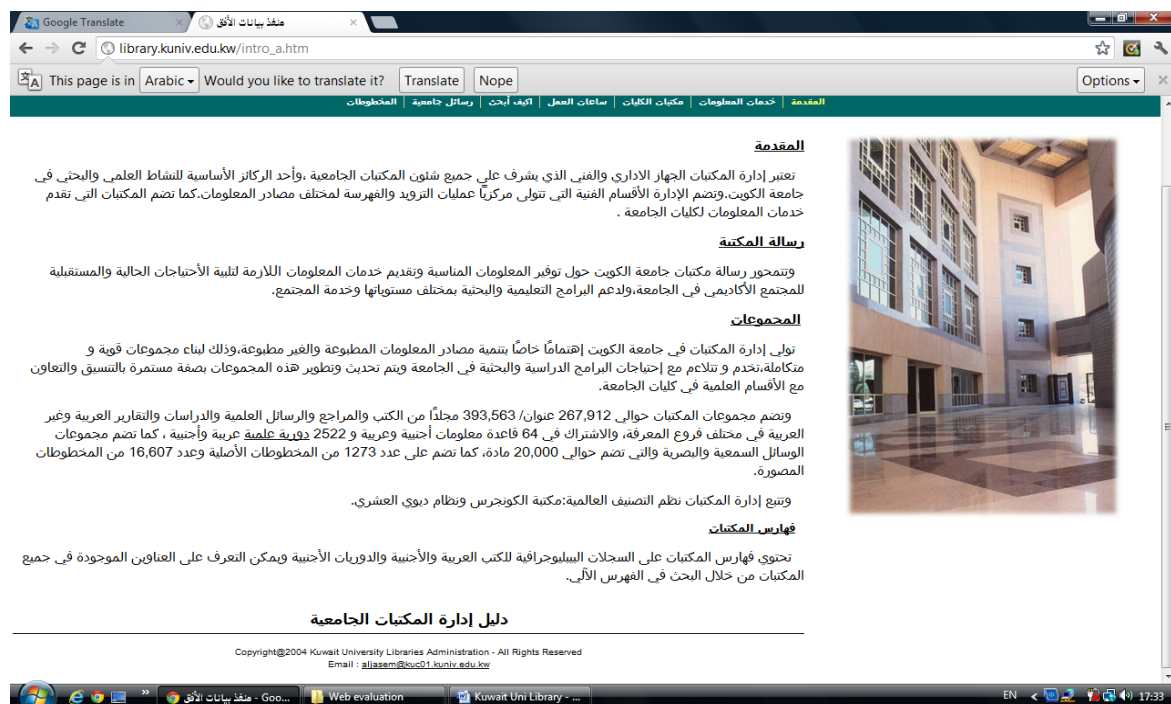 Google Translate
منفذ بيانات الأفق
library.kuniv.edu.kw/intro_a.htm
This page is in Arabic Would you like to translate it? Translate Nope Options
المقدمة | خدمات المعلومات | مكتبات الكليات | ساعات العمل | اكيف أبحث | رسائل جامعية | المخطوطات
المقدمة
تعتبر إدارة المكتبات الجهاز الاداري والفني الذي يشرف على جميع شئون المكتبات الجامعية ،وأحد الركائز الأساسية للنشاط العلمي والبحثي في
جامعة الكويت.وتضم الإدارة الأقسام الفنية التي تتولى مركزياً عمليات التزويد والفهرسة لمختلف مصادر المعلومات.كما تضم المكتبات التي تقدم
خدمات المعلومات لكليات الجامعة .
رسالة المكتبة
وتتمحور رسالة مكتبات جامعة الكويت حول توفير المعلومات المناسبة وتقديم خدمات المعلومات اللازمة لتلبية الأحتياجات الحالية والمستقبلية
للمجتمع الأكاديمي في الجامعة،ولدعم البرامج التعليمية والبحثية بمختلف مستوياتها وخدمة المجتمع.
المجموعات
تولي إدارة المكتبات في جامعة الكويت إهتمامًا خاصًا بتنمية مصادر المعلومات المطبوعة والغير مطبوعة،وذلك لبناء مجموعات قوية و
متكاملة،تخدم و تتلاءم مع إحتياجات البرامج الدراسية والبحثية في الجامعة ويتم تحديث وتطوير هذه المجموعات بصفة مستمرة بالتنسيق والتعاون
مع الأقسام العلمية في كليات الجامعة.
وتضم مجموعات المكتبات حوالي 267,912 عنوان/ 393,563 مجلدًا من الكتب والمراجع والرسائل العلمية والدراسات والتقارير العربية وغير
العربية في مختلف فروع المعرفة، والاشتراك في 64 قاعدة معلومات أجنبية وعربية و 2522 دورية علمية عربية وأجنبية ، كما تضم مجموعات
الوسائل السمعية والبصرية والتي تضم حوالي 20,000 مادة، كما تضم على عدد 1273 من المخطوطات الأصلية وعدد 16,607 من المخطوطات
المصورة.
وتتبع إدارة المكتبات نظم التصنيف العالمية:مكتبة الكونجرس ونظام ديوي العشري.
فهارس المكتبات
تحتوي فهارس المكتبات على السجلات الببليوجرافية للكتب العربية والأجنبية والدوريات الأجنبية ويمكن التعرف على العناوين الموجودة في جميع
المكتبات من خلال البحث في الفهرس الآلي.
دليل إدارة المكتبات الجامعية
Copyright@2004 Kuwait University Libraries Administration - All Rights Reserved
Email : aljasem@kuc01.kuniv.edu.kw
منفذ بيانات الأفق - Goo... Web evaluation Kuwait Uni Library - ... EN 17:33